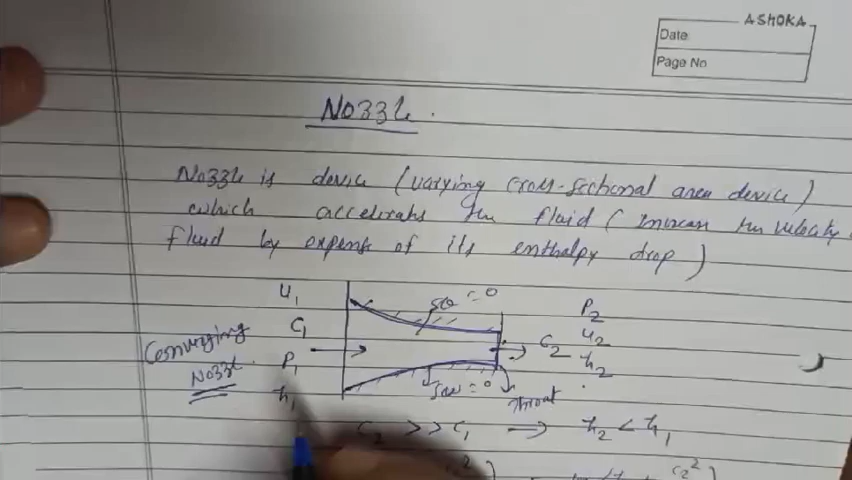 ASHOKA
Date
Page No
Nozzle.
Nozzle is device (varying cross-sectional area device)
which accelerats the fluid (increase the velocity
fluid by expense of its enthalpy drop)
u₁ δQ = 0 P₂
C₁ C₂ u₂
Converging P₁ h₂
Nozzle. h₁ δW = 0 Throat
C₂ >> C₁ ⇒ h₂ < h₁
C₂²